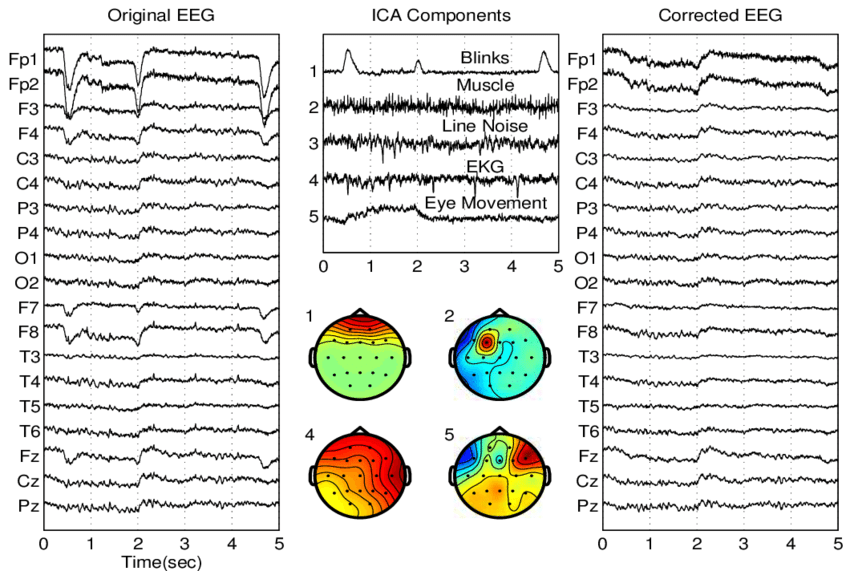 Original EEG
Fp1
Fp2
F3
F4
C3
C4
P3
P4
O1
O2
F7
F8
T3
T4
T5
T6
Fz
Cz
Pz
0 1 2 3 4 5
Time(sec)
ICA Components
1 Blinks
Muscle
2
Line Noise
3
EKG
4
Eye Movement
5
0 1 2 3 4 5
1 2
4 5
Corrected EEG
Fp1
Fp2
F3
F4
C3
C4
P3
P4
O1
O2
F7
F8
T3
T4
T5
T6
Fz
Cz
Pz
0 1 2 3 4 5